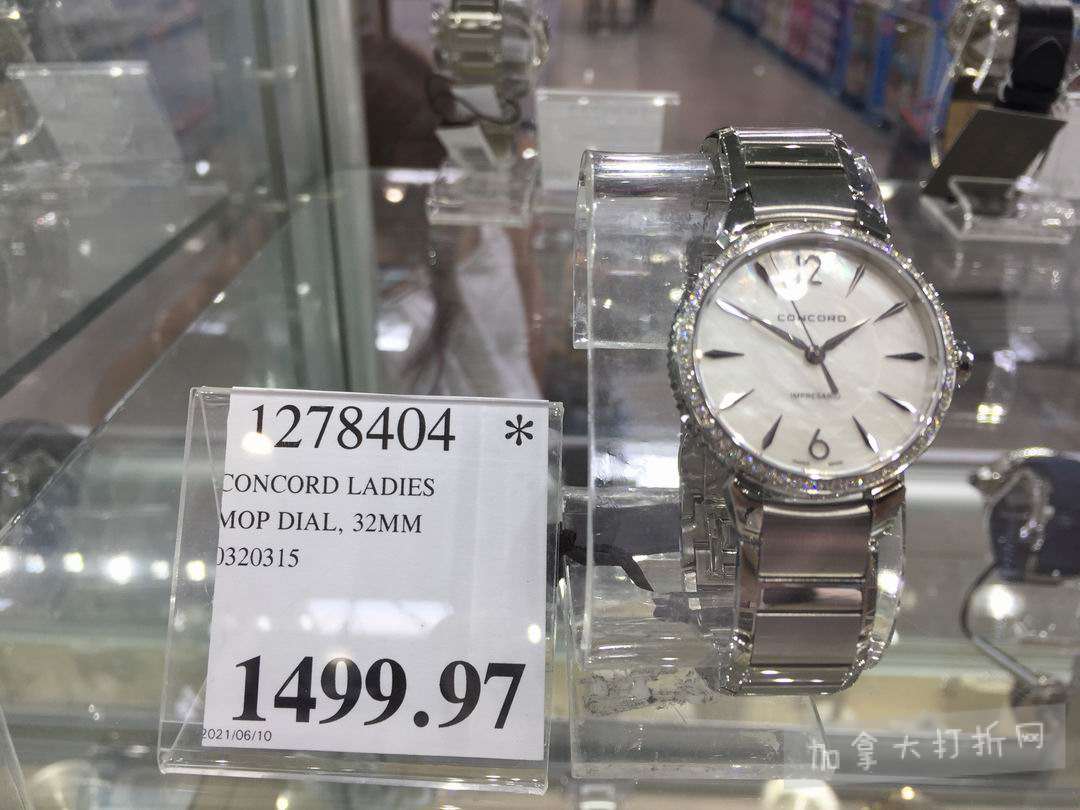 1278404 *
CONCORD LADIES
MOP DIAL, 32MM
0320315
1499.97
2021/06/10
12
CONCORD
IMPRESARIO
6
加拿大打折网